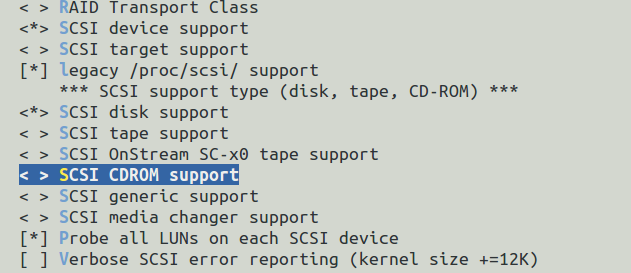 < > RAID Transport Class
<*> SCSI device support
< > SCSI target support
[*] legacy /proc/scsi/ support
*** SCSI support type (disk, tape, CD-ROM) ***
<*> SCSI disk support
< > SCSI tape support
< > SCSI OnStream SC-x0 tape support
< > SCSI CDROM support
< > SCSI generic support
< > SCSI media changer support
[*] Probe all LUNs on each SCSI device
[ ] Verbose SCSI error reporting (kernel size +=12K)